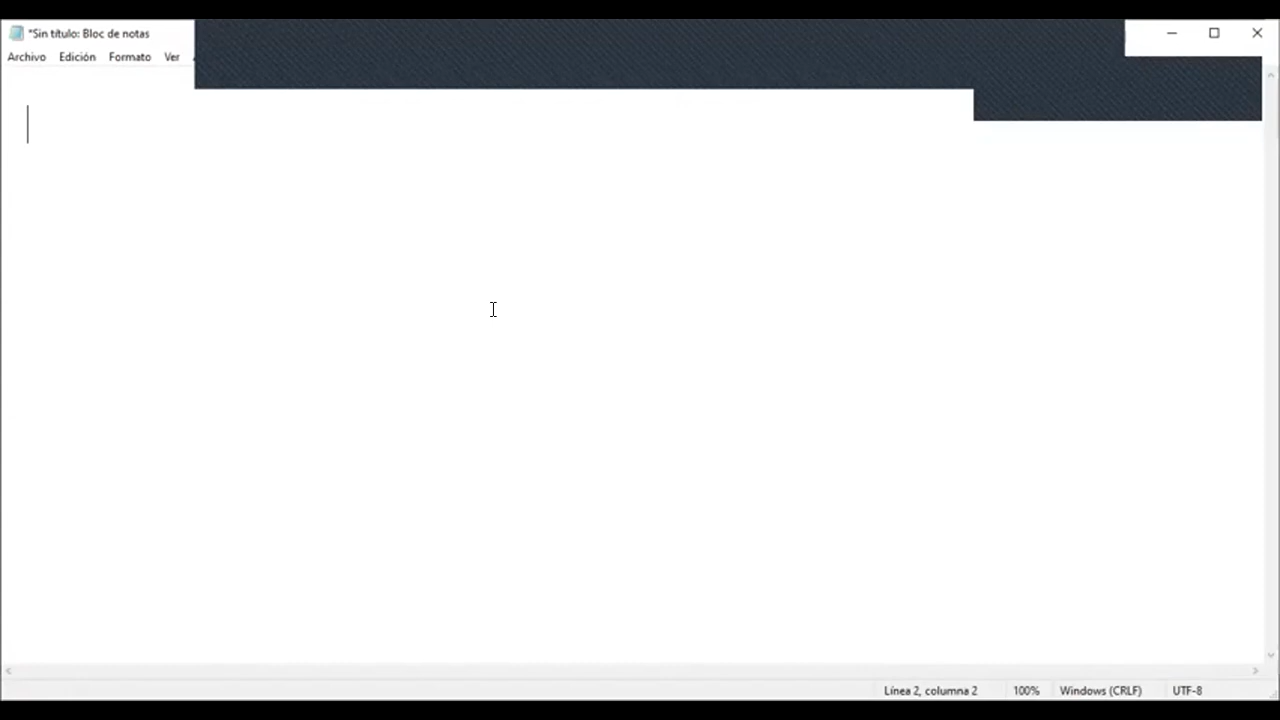 *Sin título: Bloc de notas
Archivo Edición Formato Ver
Línea 2, columna 2 100% Windows (CRLF) UTF-8